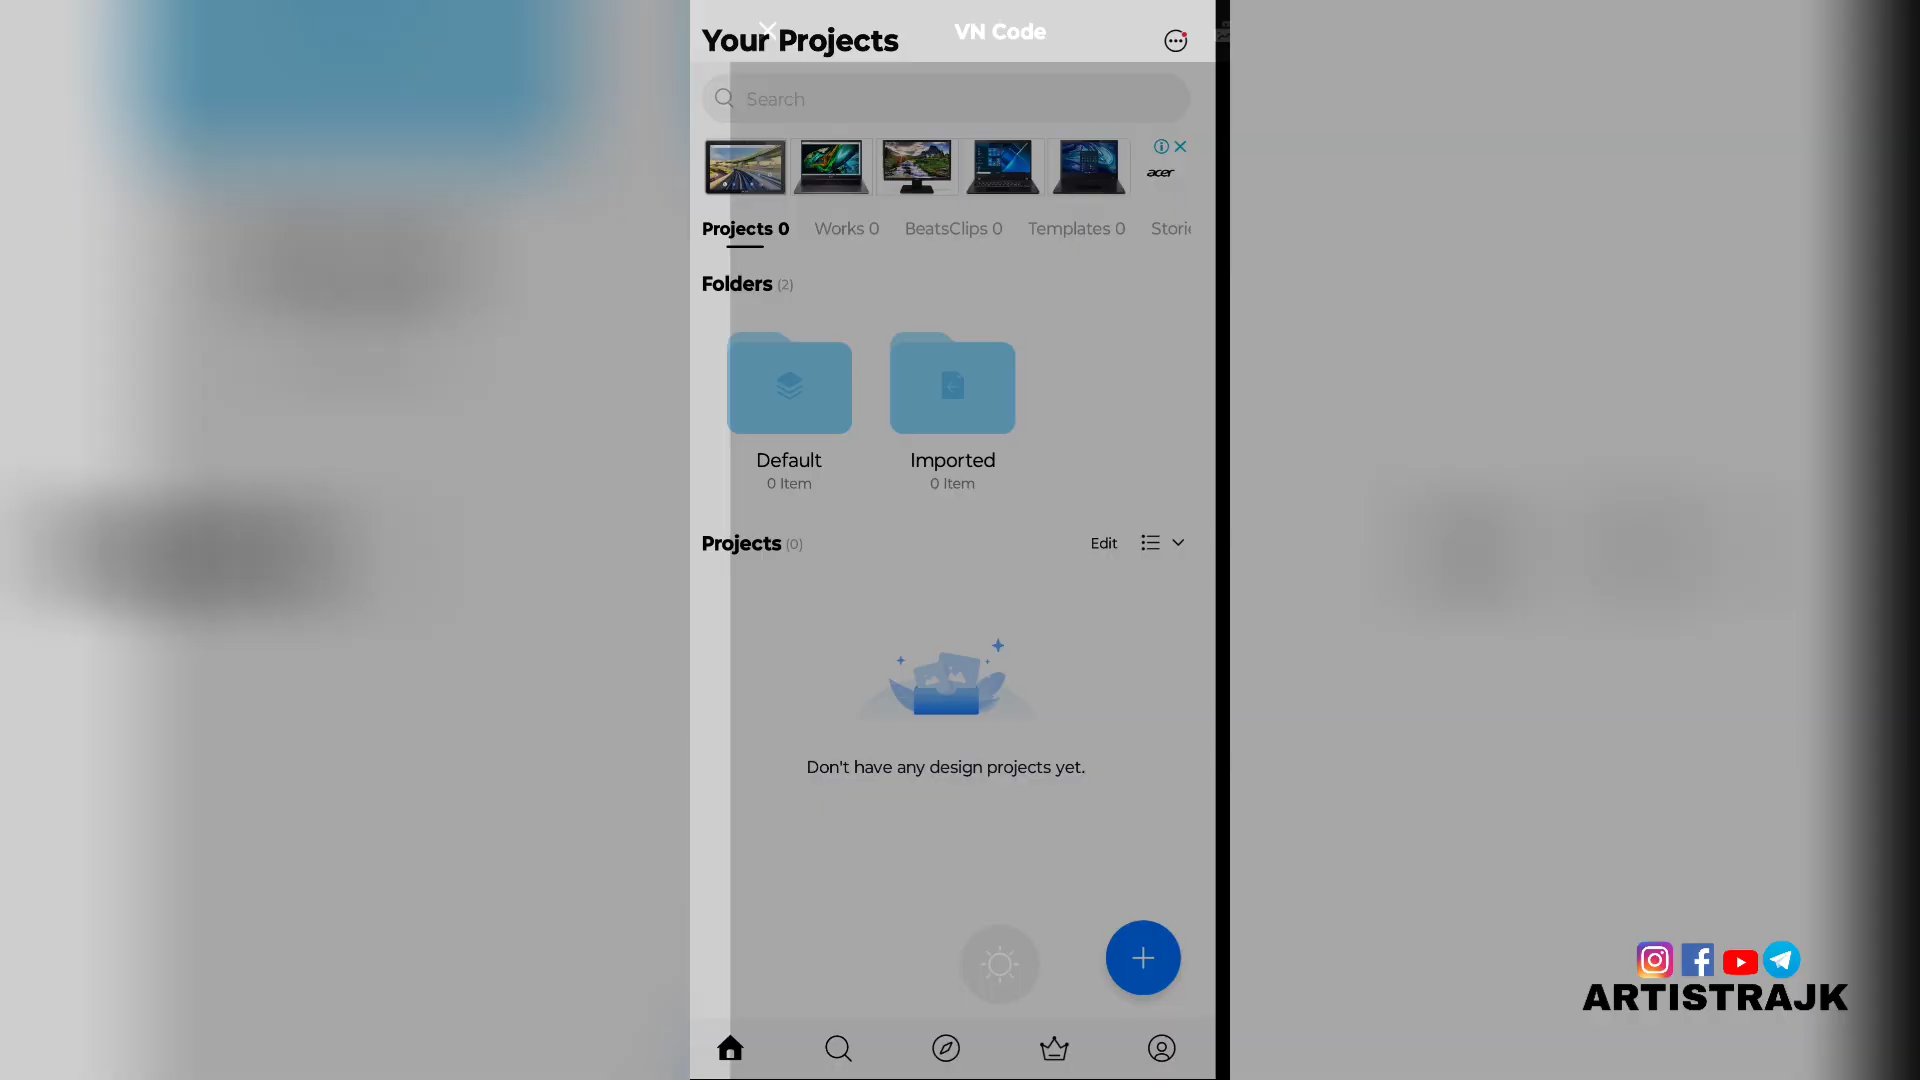 Your Projects
VN Code
Search
acer
Projects 0
Works 0
BeatsClips 0
Templates 0
Storie
Folders (2)
Default
0 Item
Imported
0 Item
Projects (0)
Edit
Don't have any design projects yet.
ARTISTRAJK